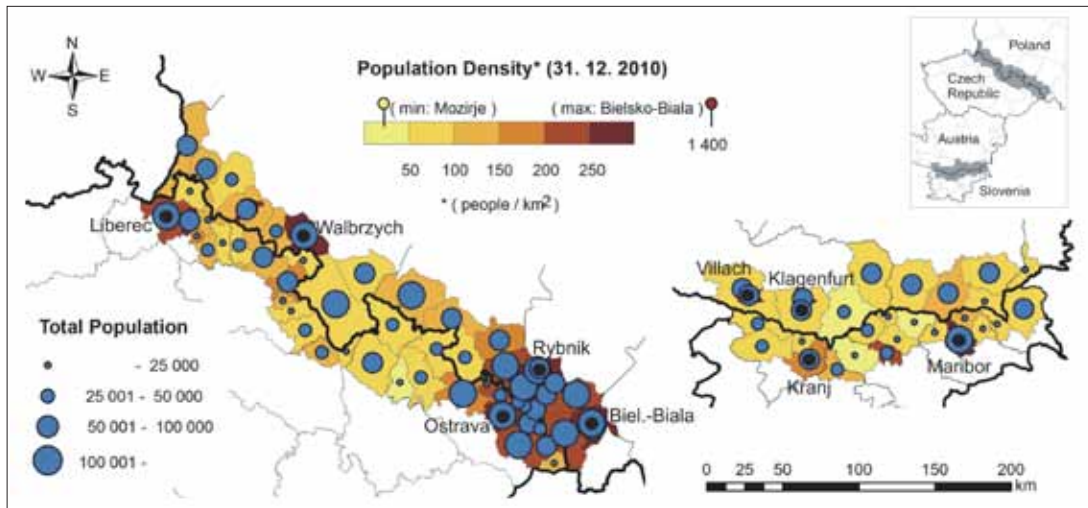 N
W E
S
Population Density* (31. 12. 2010)
( min: Mozirje ) ( max: Bielsko-Biala )
50 100 150 200 250
1 400
* ( people / km2 )
Poland
Czech
Republic
Austria
Slovenia
Liberec
Walbrzych
Rybnik
Ostrava
Biel.-Biala
Villach
Klagenfurt
Kranj
Maribor
Total Population
- 25 000
25 001 - 50 000
50 001 - 100 000
100 001 -
0 25 50 100 150 200
km